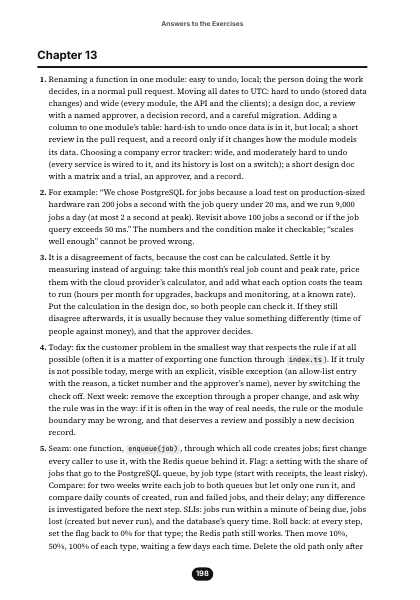 Answers to the Exercises
Chapter 13
1. Renaming a function in one module: easy to undo, local; the person doing the work
decides, in a normal pull request. Moving all dates to UTC: hard to undo (stored data
changes) and wide (every module, the API and the clients); a design doc, a review
with a named approver, a decision record, and a careful migration. Adding a
column to one module's table: hard-ish to undo once data is in it, but local; a short
review in the pull request, and a record only if it changes how the module models
its data. Choosing a company error tracker: wide, and moderately hard to undo
(every service is wired to it, and its history is lost on a switch); a short design doc
with a matrix and a trial, an approver, and a record.
2. For example: “We chose PostgreSQL for jobs because a load test on production-sized
hardware ran 200 jobs a second with the job query under 20 ms, and we run 9,000
jobs a day (at most 2 a second at peak). Revisit above 100 jobs a second or if the job
query exceeds 50 ms.” The numbers and the condition make it checkable; “scales
well enough” cannot be proved wrong.
3. It is a disagreement of facts, because the cost can be calculated. Settle it by
measuring instead of arguing: take this month's real job count and peak rate, price
them with the cloud provider's calculator, and add what each option costs the team
to run (hours per month for upgrades, backups and monitoring, at a known rate).
Put the calculation in the design doc, so both people can check it. If they still
disagree afterwards, it is usually because they value something differently (time of
people against money), and that the approver decides.
4. Today: fix the customer problem in the smallest way that respects the rule if at all
possible (often it is a matter of exporting one function through index.ts). If it truly
is not possible today, merge with an explicit, visible exception (an allow-list entry
with the reason, a ticket number and the approver's name), never by switching the
check off. Next week: remove the exception through a proper change, and ask why
the rule was in the way: if it is often in the way of real needs, the rule or the module
boundary may be wrong, and that deserves a review and possibly a new decision
record.
5. Seam: one function, enqueue(job), through which all code creates jobs; first change
every caller to use it, with the Redis queue behind it. Flag: a setting with the share of
jobs that go to the PostgreSQL queue, by job type (start with receipts, the least risky).
Compare: for two weeks write each job to both queues but let only one run it, and
compare daily counts of created, run and failed jobs, and their delay; any difference
is investigated before the next step. SLIs: jobs run within a minute of being due, jobs
lost (created but never run), and the database's query time. Roll back: at every step,
set the flag back to 0% for that type; the Redis path still works. Then move 10%,
50%, 100% of each type, waiting a few days each time. Delete the old path only after
198